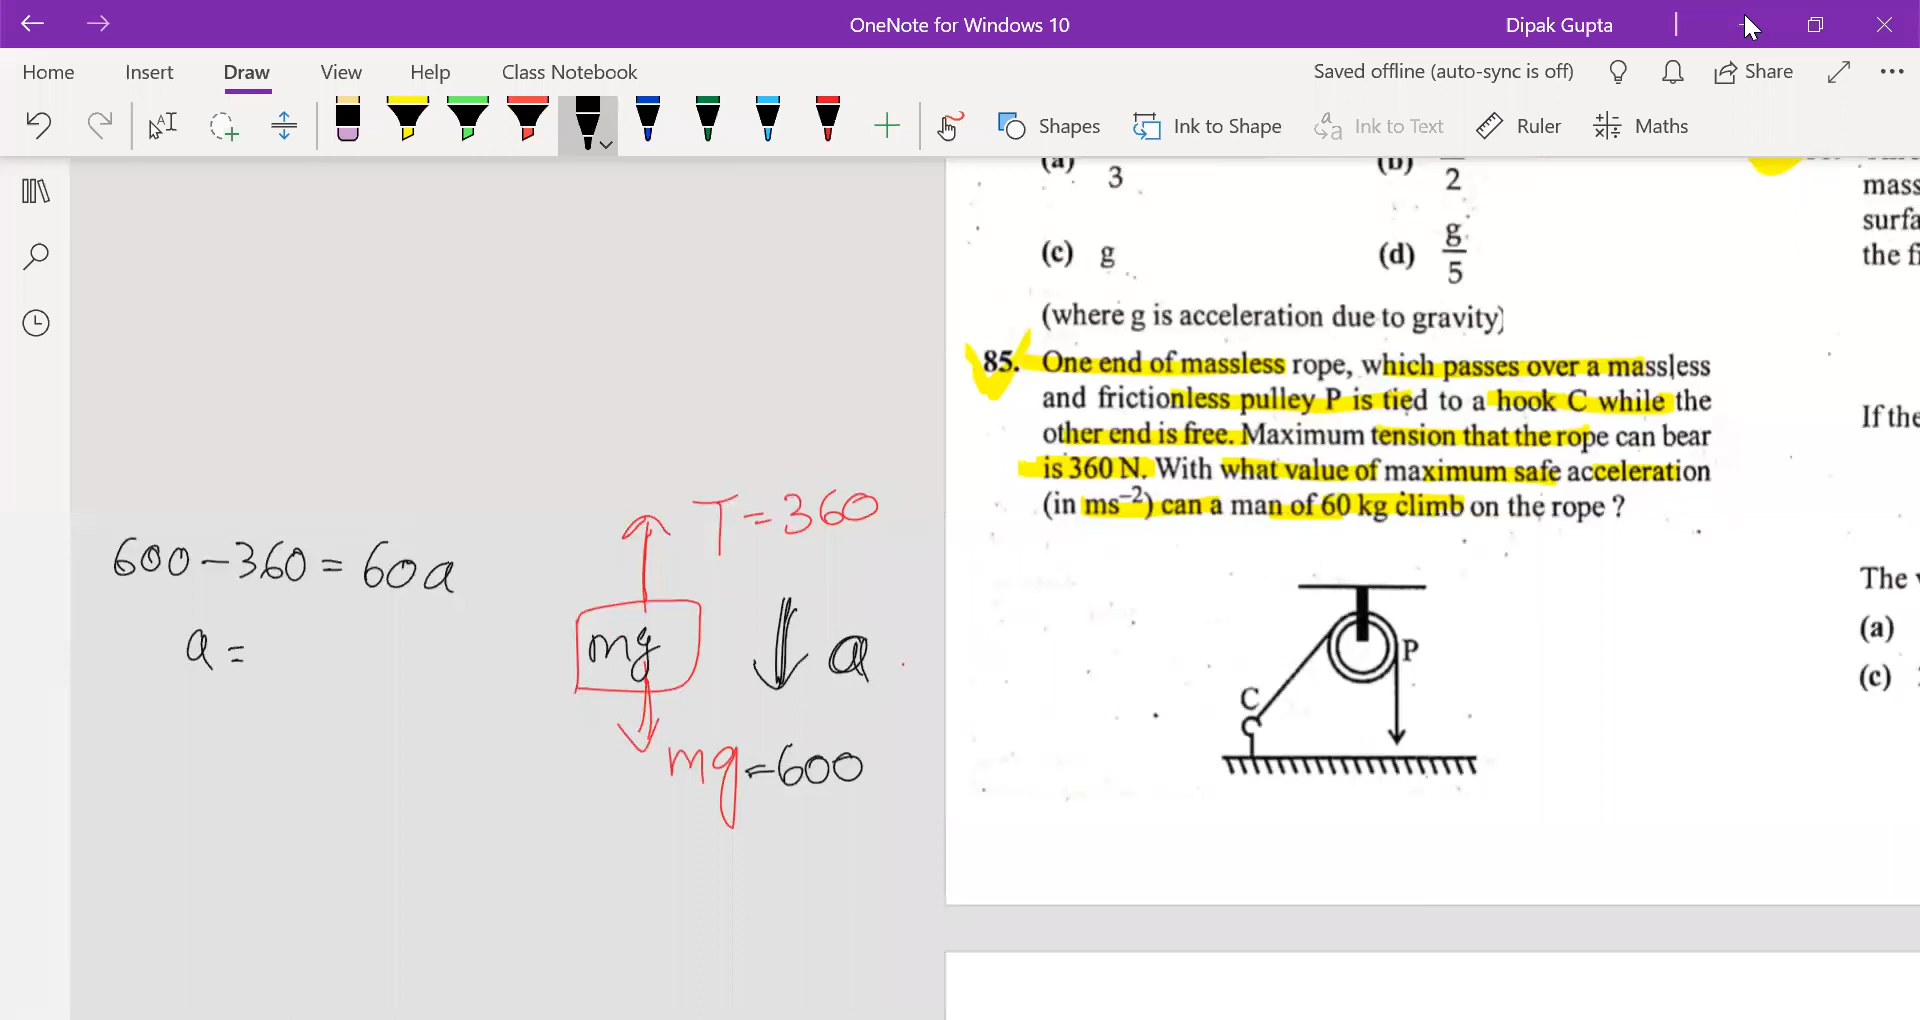 OneNote for Windows 10
Dipak Gupta
Home Insert Draw View Help Class Notebook
Saved offline (auto-sync is off) Share
Shapes Ink to Shape Ink to Text Ruler Maths
(a) 3 (b) 2
(c) g (d) g/5
(where g is acceleration due to gravity)
85. One end of massless rope, which passes over a massless
and frictionless pulley P is tied to a hook C while the
other end is free. Maximum tension that the rope can bear
is 360 N. With what value of maximum safe acceleration
(in ms⁻²) can a man of 60 kg climb on the rope ?
P
C
mass
surfa
the fi
If the
The
(a)
(c)
T = 360
600 - 360 = 60a
a =
mg
a
mg = 600